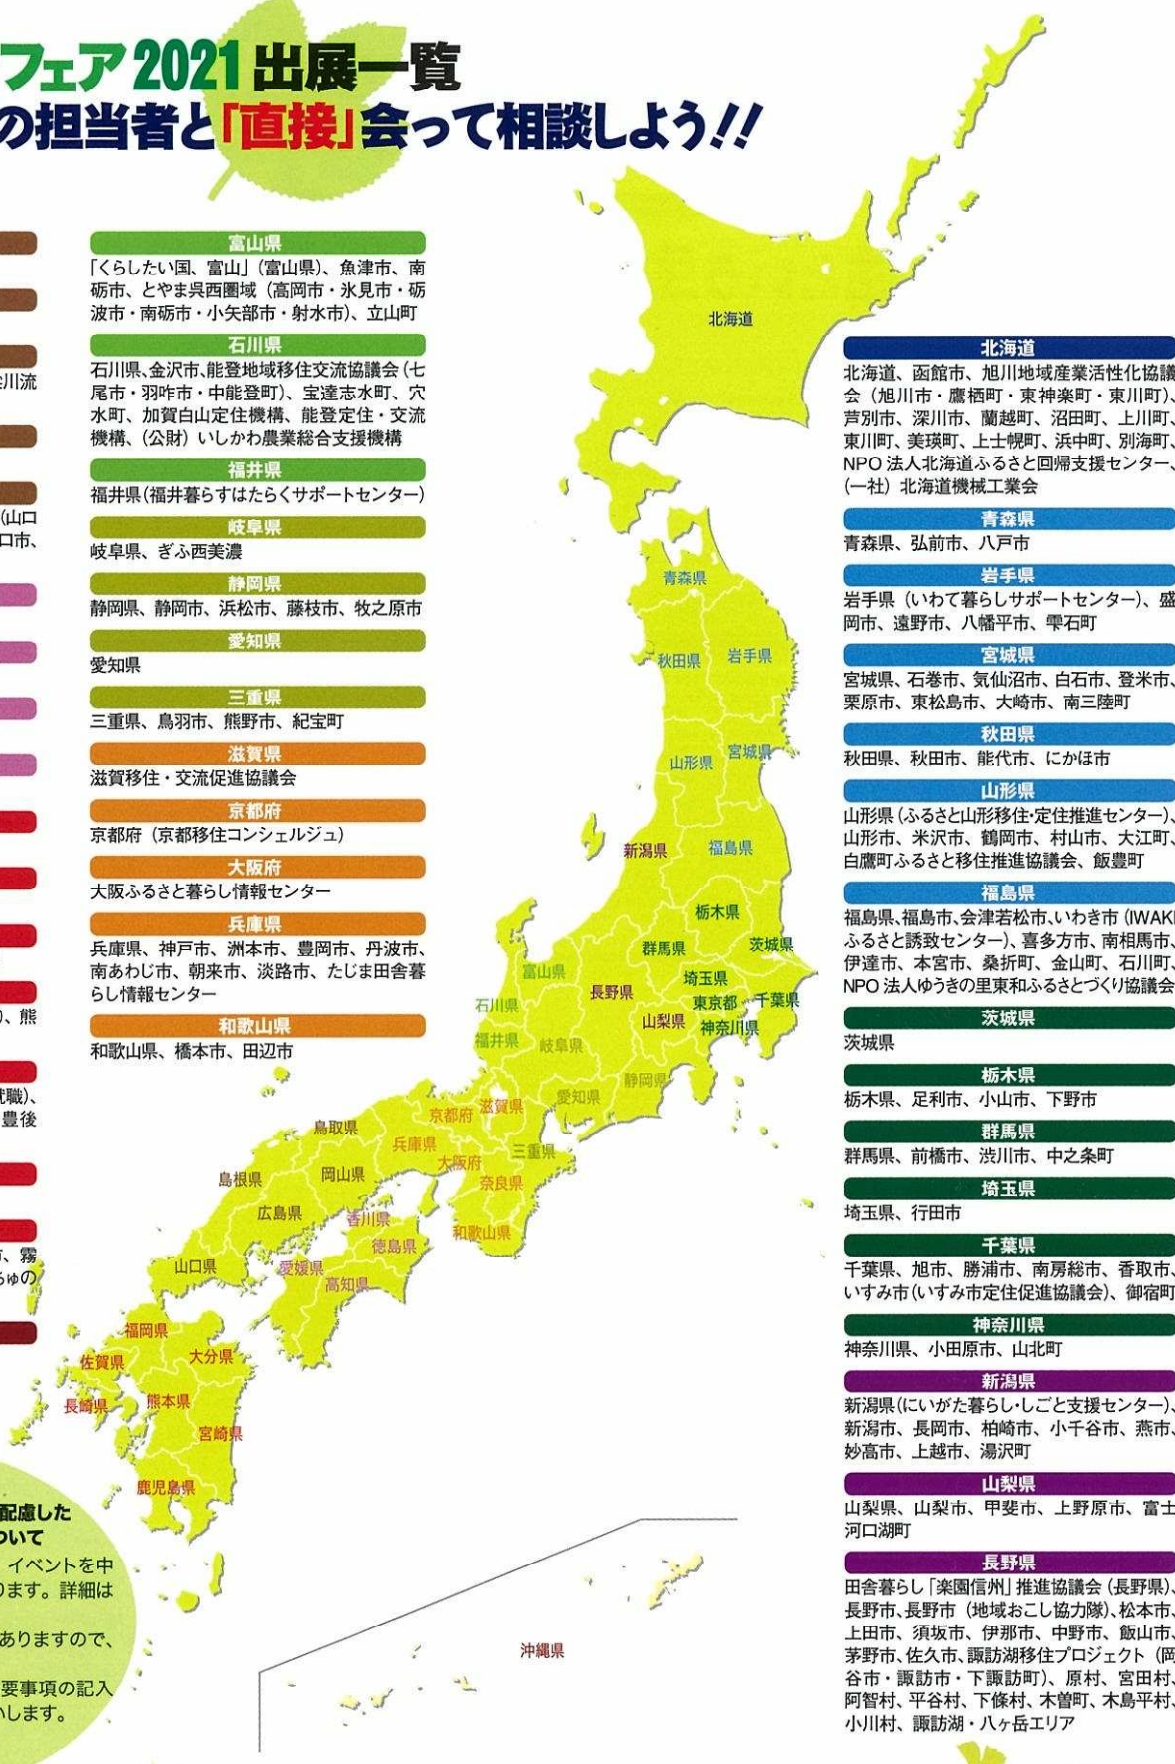 フェア2021 出展一覧
の担当者と「直接」会って相談しよう!!
川流
(山口
口市、
、熊
就職)、
豊後
、霧
ゅの
配慮した
ついて
イベントを中
ります。詳細は
ありますので、
要事項の記入
いします。
富山県
「くらしたい国、富山」(富山県)、魚津市、南
砺市、とやま呉西圏域(高岡市・氷見市・砺
波市・南砺市・小矢部市・射水市)、立山町
石川県
石川県、金沢市、能登地域移住交流協議会(七
尾市・羽咋市・中能登町)、宝達志水町、穴
水町、加賀白山定住機構、能登定住・交流
機構、(公財)いしかわ農業総合支援機構
福井県
福井県(福井暮らすはたらくサポートセンター)
岐阜県
岐阜県、ぎふ西美濃
静岡県
静岡県、静岡市、浜松市、藤枝市、牧之原市
愛知県
愛知県
三重県
三重県、鳥羽市、熊野市、紀宝町
滋賀県
滋賀移住・交流促進協議会
京都府
京都府(京都移住コンシェルジュ)
大阪府
大阪ふるさと暮らし情報センター
兵庫県
兵庫県、神戸市、洲本市、豊岡市、丹波市、
南あわじ市、朝来市、淡路市、たじま田舎暮
らし情報センター
和歌山県
和歌山県、橋本市、田辺市
北海道
青森県
秋田県
岩手県
山形県
宮城県
新潟県
福島県
栃木県
群馬県
茨城県
富山県
埼玉県
長野県
石川県
東京都
千葉県
山梨県
神奈川県
福井県
岐阜県
静岡県
愛知県
滋賀県
京都府
鳥取県
兵庫県
三重県
大阪府
島根県
岡山県
奈良県
広島県
香川県
和歌山県
徳島県
山口県
愛媛県
高知県
福岡県
佐賀県
大分県
長崎県
熊本県
宮崎県
鹿児島県
沖縄県
北海道
北海道、函館市、旭川地域産業活性化協議
会(旭川市・鷹栖町・東神楽町・東川町)、
芦別市、深川市、蘭越町、沼田町、上川町、
東川町、美瑛町、上士幌町、浜中町、別海町、
NPO法人北海道ふるさと回帰支援センター、
(一社)北海道機械工業会
青森県
青森県、弘前市、八戸市
岩手県
岩手県(いわて暮らしサポートセンター)、盛
岡市、遠野市、八幡平市、雫石町
宮城県
宮城県、石巻市、気仙沼市、白石市、登米市、
栗原市、東松島市、大崎市、南三陸町
秋田県
秋田県、秋田市、能代市、にかほ市
山形県
山形県(ふるさと山形移住・定住推進センター)、
山形市、米沢市、鶴岡市、村山市、大江町、
白鷹町ふるさと移住推進協議会、飯豊町
福島県
福島県、福島市、会津若松市、いわき市(IWAKI
ふるさと誘致センター)、喜多方市、南相馬市、
伊達市、本宮市、桑折町、金山町、石川町、
NPO法人ゆうきの里東和ふるさとづくり協議会
茨城県
茨城県
栃木県
栃木県、足利市、小山市、下野市
群馬県
群馬県、前橋市、渋川市、中之条町
埼玉県
埼玉県、行田市
千葉県
千葉県、旭市、勝浦市、南房総市、香取市、
いすみ市(いすみ市定住促進協議会)、御宿町
神奈川県
神奈川県、小田原市、山北町
新潟県
新潟県(にいがた暮らし・しごと支援センター)、
新潟市、長岡市、柏崎市、小千谷市、燕市、
妙高市、上越市、湯沢町
山梨県
山梨県、山梨市、甲斐市、上野原市、富士
河口湖町
長野県
田舎暮らし「楽園信州」推進協議会(長野県)、
長野市、長野市(地域おこし協力隊)、松本市、
上田市、須坂市、伊那市、中野市、飯山市、
茅野市、佐久市、諏訪湖移住プロジェクト(岡
谷市・諏訪市・下諏訪町)、原村、宮田村、
阿智村、平谷村、下條村、木曽町、木島平村、
小川村、諏訪湖・八ヶ岳エリア